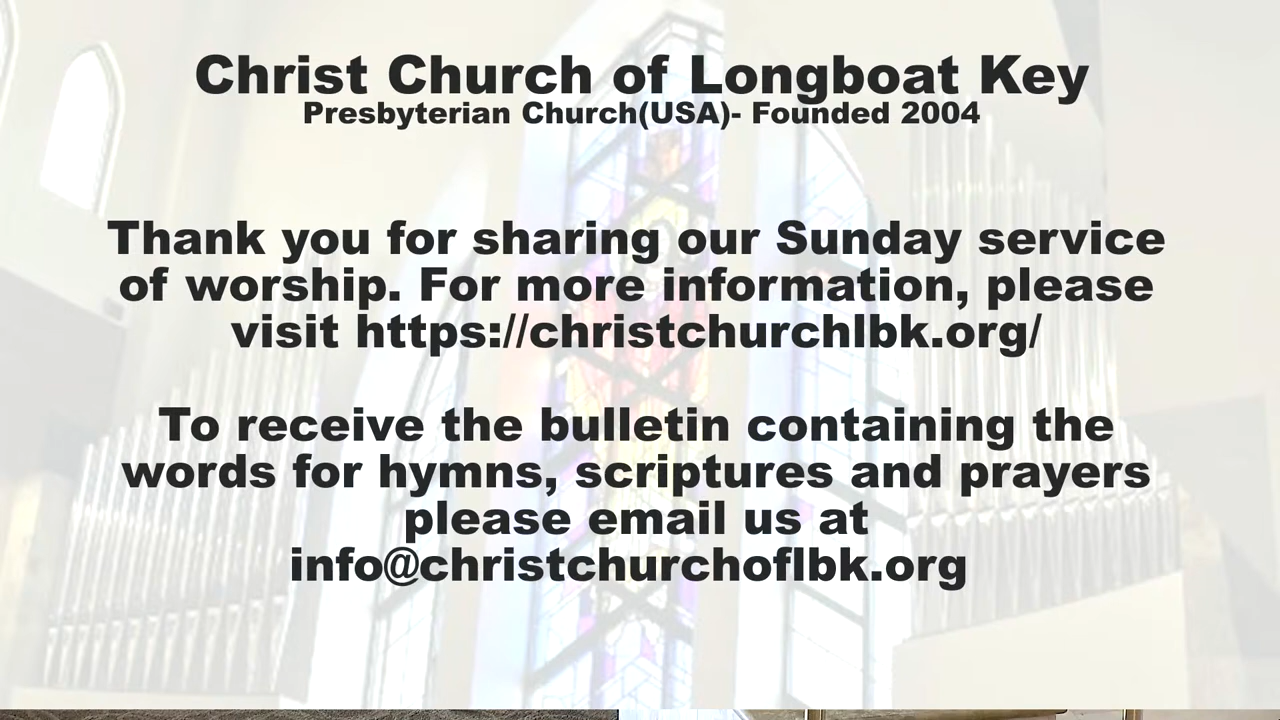 Christ Church of Longboat Key
Presbyterian Church(USA)- Founded 2004
Thank you for sharing our Sunday service
of worship. For more information, please
visit https://christchurchlbk.org/
To receive the bulletin containing the
words for hymns, scriptures and prayers
please email us at
info@christchurchoflbk.org